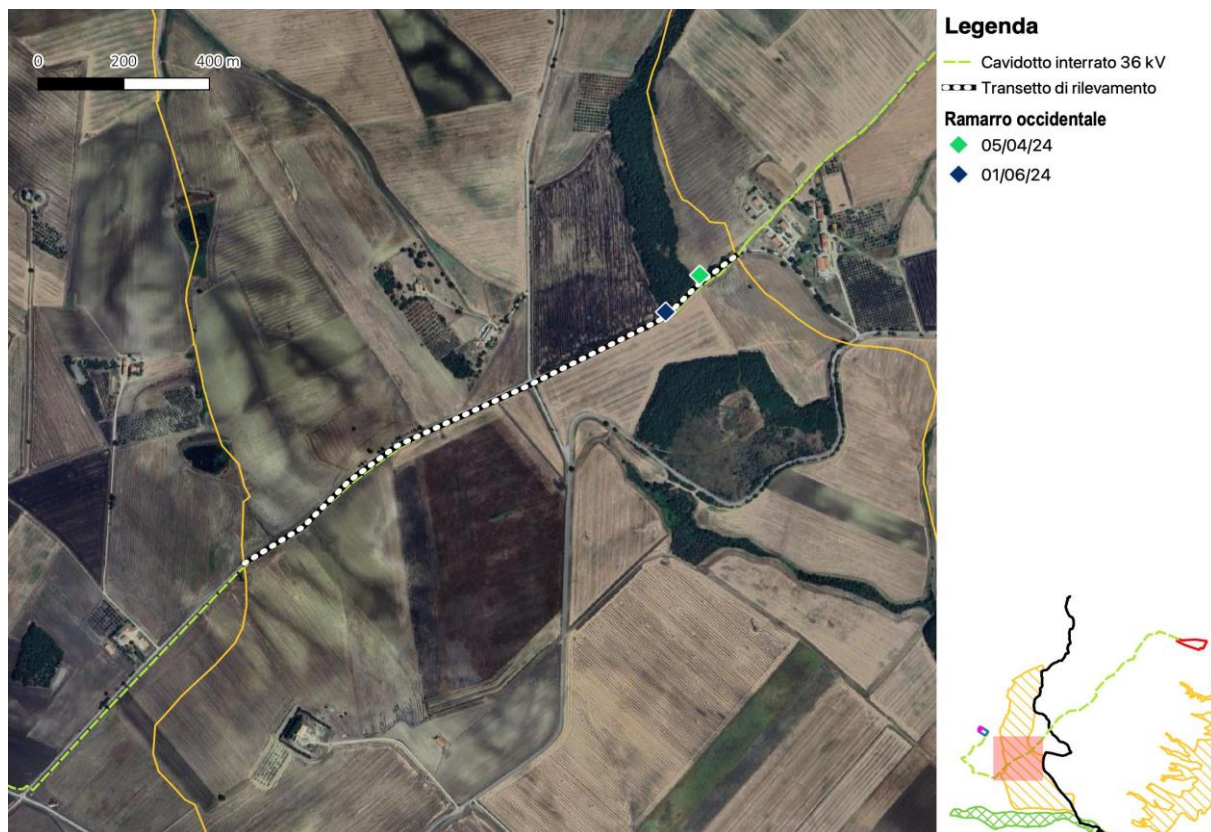 0 200 400 m
Legenda
Cavidotto interrato 36 kV
Transetto di rilevamento
Ramarro occidentale
05/04/24
01/06/24